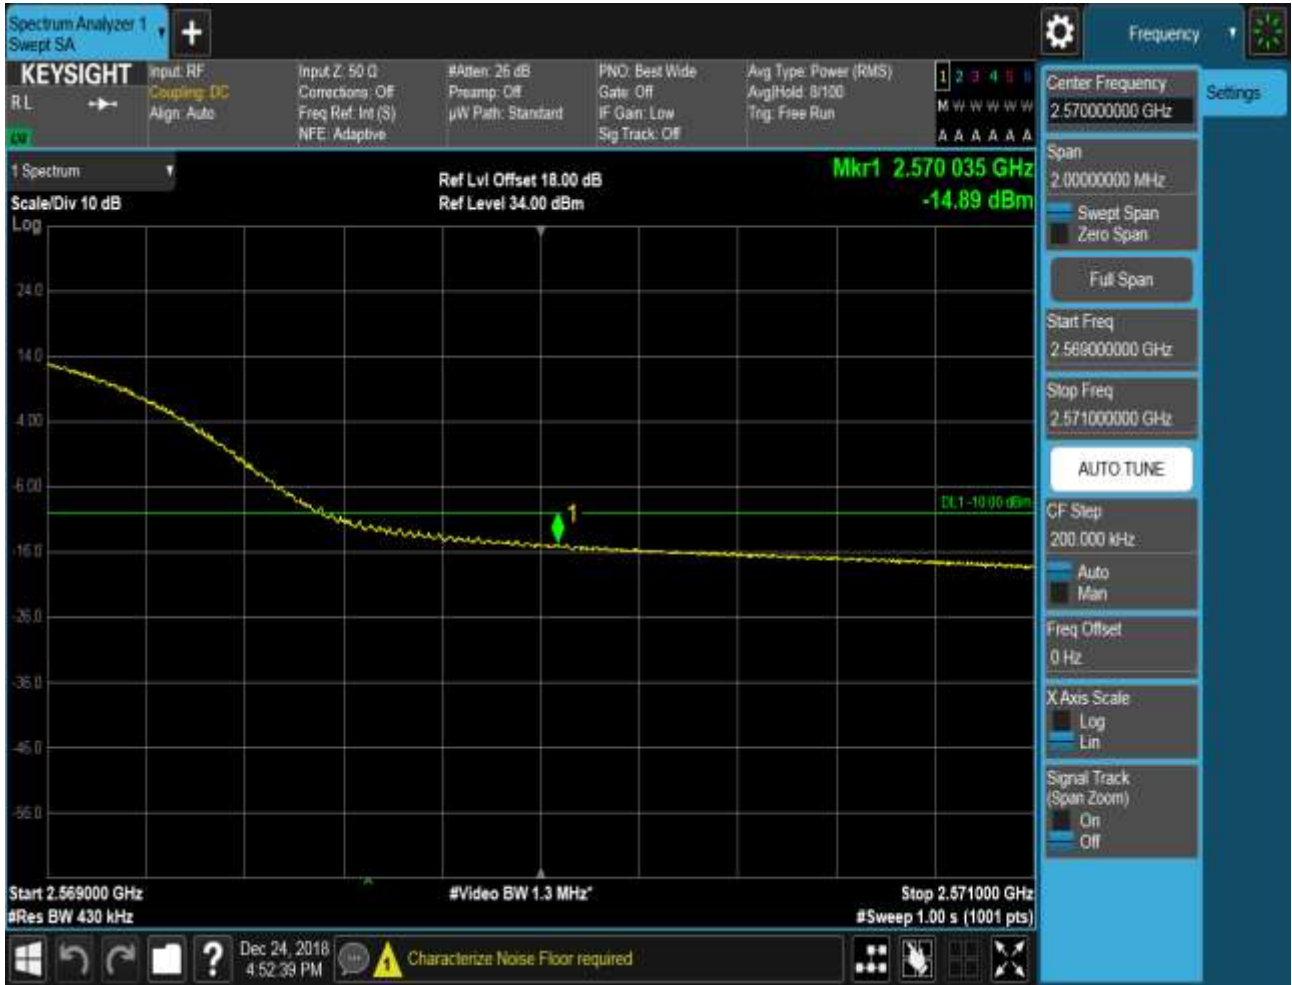 Spectrum Analyzer 1
Swept SA
Frequency
KEYSIGHT
R L
Input: RF
Coupling: DC
Align: Auto
Input Z: 50 Ω
Corrections: Off
Freq Ref: Int (S)
NFE: Adaptive
#Atten: 26 dB
Preamp: Off
µW Path: Standard
PNO: Best Wide
Gate: Off
IF Gain: Low
Sig Track: Off
Avg Type: Power (RMS)
Avg|Hold: 8/100
Trig: Free Run
1 2 3 4 5 6
M W W W W W
A A A A A A
1 Spectrum
Scale/Div 10 dB
Log
Ref Lvl Offset 18.00 dB
Ref Level 34.00 dBm
Mkr1 2.570 035 GHz
-14.89 dBm
24.0
14.0
4.00
-6.00
-16.0
-26.0
-36.0
-46.0
-56.0
DL1 -10.00 dBm
1
Start 2.569000 GHz
#Res BW 430 kHz
#Video BW 1.3 MHz*
Stop 2.571000 GHz
#Sweep 1.00 s (1001 pts)
Center Frequency
2.570000000 GHz
Settings
Span
2.00000000 MHz
Swept Span
Zero Span
Full Span
Start Freq
2.569000000 GHz
Stop Freq
2.571000000 GHz
AUTO TUNE
CF Step
200.000 kHz
Auto
Man
Freq Offset
0 Hz
X Axis Scale
Log
Lin
Signal Track
(Span Zoom)
On
Off
?
Dec 24, 2018
4:52:39 PM
1
Characterize Noise Floor required